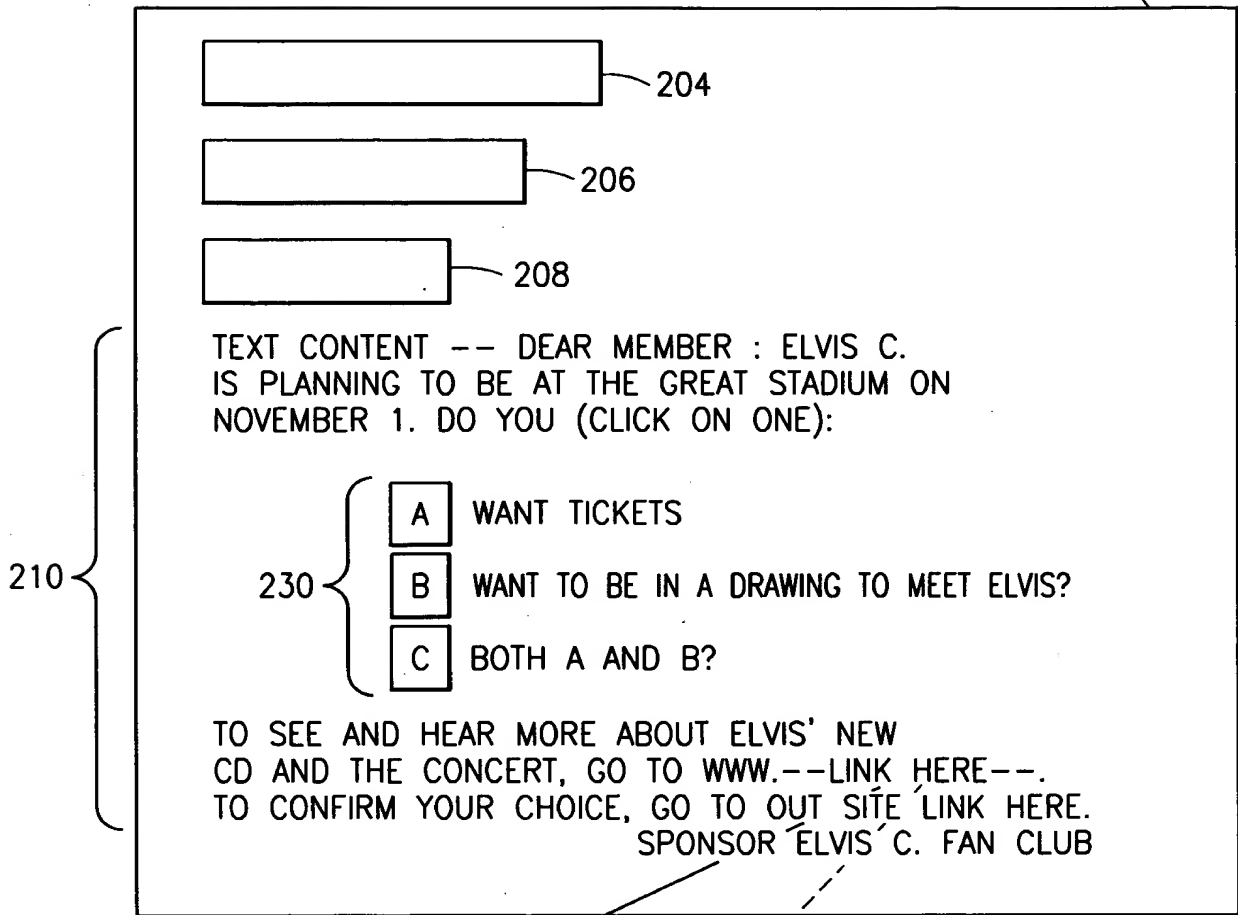 204
206
208
TEXT CONTENT -- DEAR MEMBER : ELVIS C.
IS PLANNING TO BE AT THE GREAT STADIUM ON
NOVEMBER 1. DO YOU (CLICK ON ONE):
A WANT TICKETS
210 230 B WANT TO BE IN A DRAWING TO MEET ELVIS?
C BOTH A AND B?
TO SEE AND HEAR MORE ABOUT ELVIS' NEW
CD AND THE CONCERT, GO TO WWW.--LINK HERE--.
TO CONFIRM YOUR CHOICE, GO TO OUT SITE LINK HERE.
SPONSOR ELVIS C. FAN CLUB